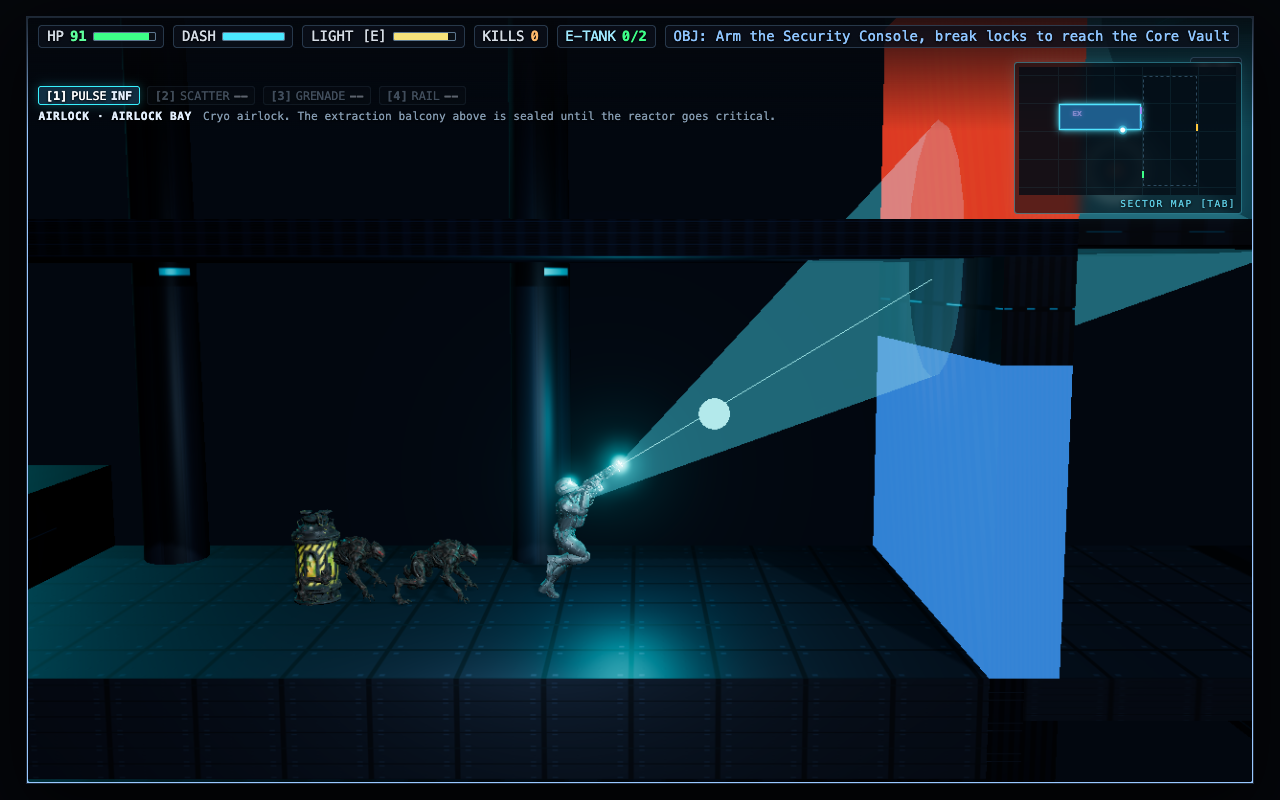 HP 91 DASH LIGHT [E] KILLS 0 E-TANK 0/2 OBJ: Arm the Security Console, break locks to reach the Core Vault
[1] PULSE INF [2] SCATTER —— [3] GRENADE —— [4] RAIL ——
AIRLOCK · AIRLOCK BAY Cryo airlock. The extraction balcony above is sealed until the reactor goes critical.
EX
SECTOR MAP [TAB]